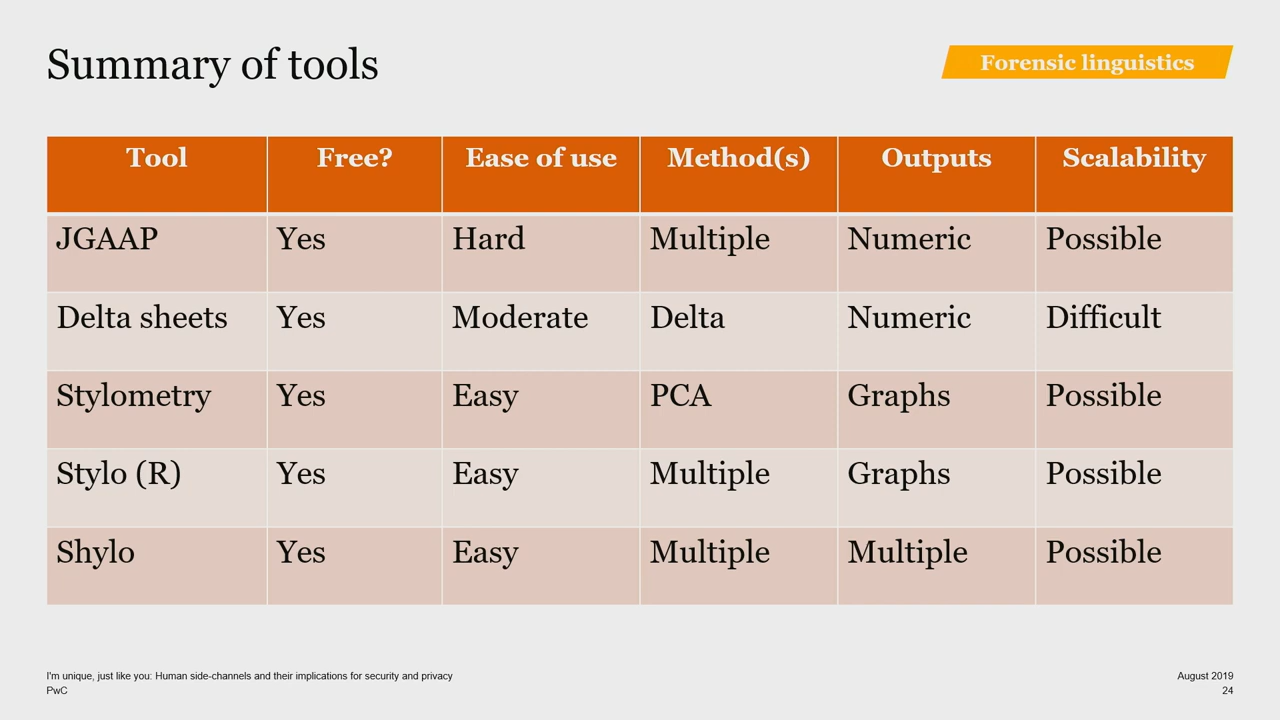 Summary of tools
Forensic linguistics
Tool Free? Ease of use Method(s) Outputs Scalability
JGAAP Yes Hard Multiple Numeric Possible
Delta sheets Yes Moderate Delta Numeric Difficult
Stylometry Yes Easy PCA Graphs Possible
Stylo (R) Yes Easy Multiple Graphs Possible
Shylo Yes Easy Multiple Multiple Possible
I'm unique, just like you: Human side-channels and their implications for security and privacy August 2019
PwC 24